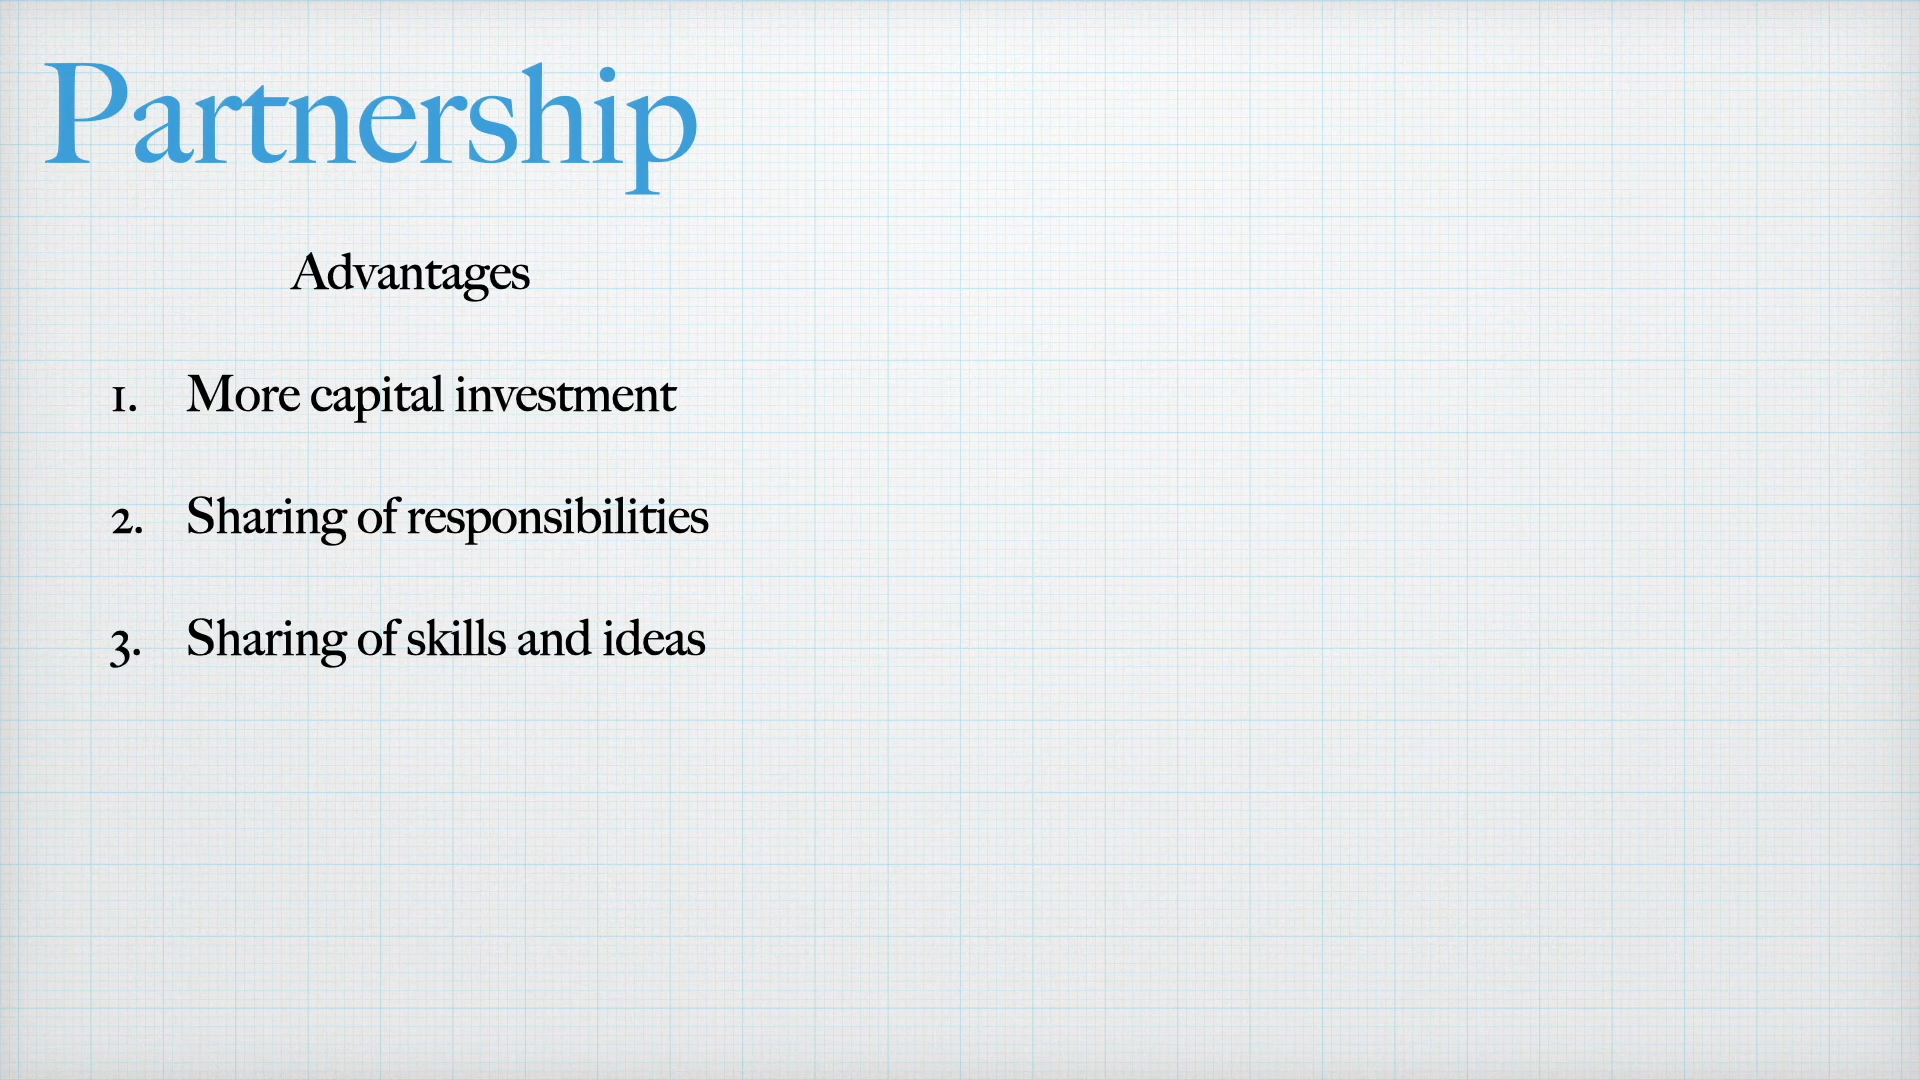 Partnership
Advantages
1. More capital investment
2. Sharing of responsibilities
3. Sharing of skills and ideas